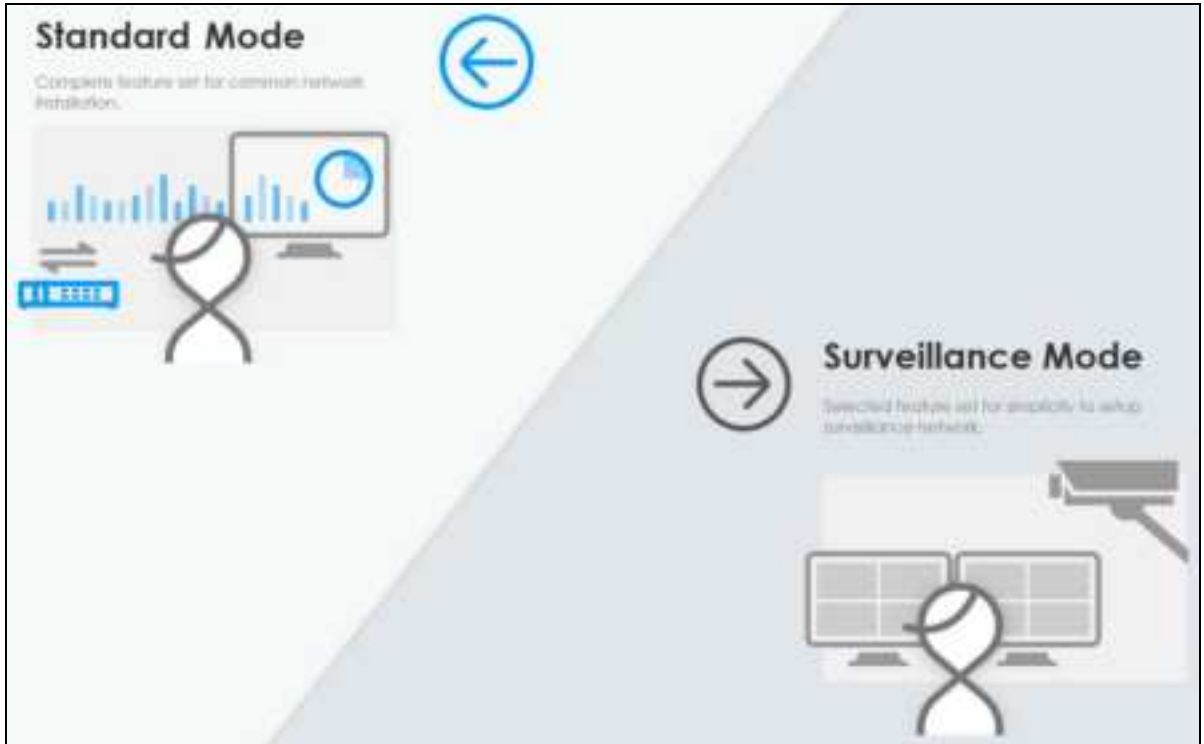 Standard Mode
Complete feature set for common network
installation.
Surveillance Mode
Selected feature set for simplicity to setup
surveillance network.